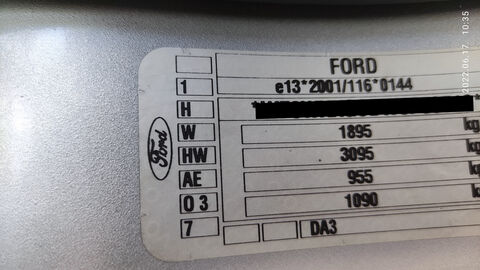 FORD
1 e13*2001/116*0144
H
W 1895 kg
HW 3095 kg
AE 955 kg
O 3 1090
7 DA3
Ford
2022.06.17 10:35